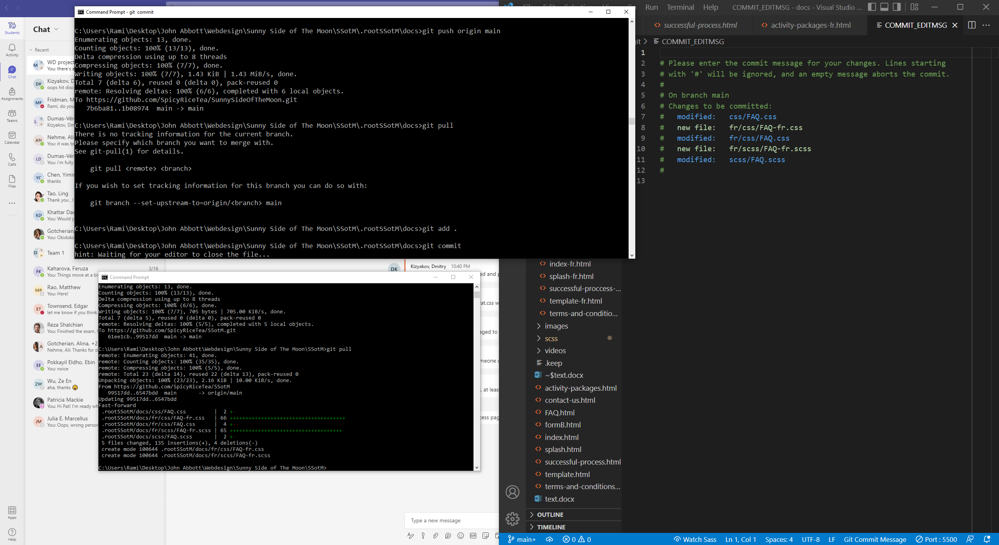 Students
Activity
Chat
Assignments
Teams
Calendar
Calls
Files
Apps
Help
Chat
Recent
WD project
You: there's a
Kizyakov, D
oops hit disc
Fridman, M
Rami, do you
Dumas-Vér
Kizyakov, Dm
Nehme, Ali
You: it was to
Dumas-Vér
You: i'm fully
Chen, Yimin
thanks
Tao, Ling
Thank you , I
Khattar Dac
You: Would y
Gotcherian,
You: Okidoks
Team 1
Kaharova, Feruza 3/16
You: Things move at a br
Rao, Matthew
You: Here!
Townsend, Edgar
let me know if you think
Reza Shalchian
You: Finished the exam, I
Gotcherian, Alina, +2
Nehme, Ali: Thanks for sh
Pokkayil Eldho, Ebin
You: noice
Wu, Ze En
aha, thanks
Patricia Mackie
You: Hi Pat! I'm ready wh
Julia E. Marcellus
You: Oops, wrong person
Command Prompt - git commit
C:\Users\Rami\Desktop\John Abbott\Webdesign\Sunny Side of The Moon\SSotM\.rootSSotM\docs>git push origin main
Enumerating objects: 13, done.
Counting objects: 100% (13/13), done.
Delta compression using up to 8 threads
Compressing objects: 100% (7/7), done.
Writing objects: 100% (7/7), 1.43 KiB | 1.43 MiB/s, done.
Total 7 (delta 6), reused 0 (delta 0), pack-reused 0
remote: Resolving deltas: 100% (6/6), completed with 6 local objects.
To https://github.com/SpicyRiceTea/SunnySideOfTheMoon.git
7b6ba81..1b08974 main -> main
C:\Users\Rami\Desktop\John Abbott\Webdesign\Sunny Side of The Moon\SSotM\.rootSSotM\docs>git pull
There is no tracking information for the current branch.
Please specify which branch you want to merge with.
See git-pull(1) for details.
git pull <remote> <branch>
If you wish to set tracking information for this branch you can do so with:
git branch --set-upstream-to=origin/<branch> main
C:\Users\Rami\Desktop\John Abbott\Webdesign\Sunny Side of The Moon\SSotM\.rootSSotM\docs>git add .
C:\Users\Rami\Desktop\John Abbott\Webdesign\Sunny Side of The Moon\SSotM\.rootSSotM\docs>git commit
hint: Waiting for your editor to close the file...
DK
Kizyakov, Dmitry 10:40 PM
ed and p
rat.css w
aged to
meone c
, at leas
cess pag
Command Prompt
Enumerating objects: 13, done.
Counting objects: 100% (13/13), done.
Delta compression using up to 8 threads
Compressing objects: 100% (6/6), done.
Writing objects: 100% (7/7), 705 bytes | 705.00 KiB/s, done.
Total 7 (delta 5), reused 0 (delta 0), pack-reused 0
remote: Resolving deltas: 100% (5/5), completed with 5 local objects.
To https://github.com/SpicyRiceTea/SSotM.git
61ee1cb..99517dd main -> main
C:\Users\Rami\Desktop\John Abbott\Webdesign\Sunny Side of The Moon\SSotM>git pull
remote: Enumerating objects: 41, done.
remote: Counting objects: 100% (35/35), done.
remote: Compressing objects: 100% (5/5), done.
remote: Total 23 (delta 14), reused 22 (delta 13), pack-reused 0
Unpacking objects: 100% (23/23), 2.16 KiB | 10.00 KiB/s, done.
From https://github.com/SpicyRiceTea/SSotM
99517dd..6547bdd main -> origin/main
Updating 99517dd..6547bdd
Fast-forward
.rootSSotM/docs/css/FAQ.css | 2 +-
.rootSSotM/docs/fr/css/FAQ-fr.css | 66 +++++++++++++++++++++++++++++++++++++
.rootSSotM/docs/fr/css/FAQ.css | 4 +--
.rootSSotM/docs/fr/scss/FAQ-fr.scss | 65 ++++++++++++++++++++++++++++++++++++
.rootSSotM/docs/scss/FAQ.scss | 2 +-
5 files changed, 135 insertions(+), 4 deletions(-)
create mode 100644 .rootSSotM/docs/fr/css/FAQ-fr.css
create mode 100644 .rootSSotM/docs/fr/scss/FAQ-fr.scss
C:\Users\Rami\Desktop\John Abbott\Webdesign\Sunny Side of The Moon\SSotM>
Type a new message
Run Terminal Help COMMIT_EDITMSG - docs - Visual Studio ...
successful-process.html activity-packages-fr.html COMMIT_EDITMSG
git > COMMIT_EDITMSG
1
2 # Please enter the commit message for your changes. Lines starting
3 # with '#' will be ignored, and an empty message aborts the commit.
4 #
5 # On branch main
6 # Changes to be committed:
7 # modified: css/FAQ.css
8 # new file: fr/css/FAQ-fr.css
9 # modified: fr/css/FAQ.css
10 # new file: fr/scss/FAQ-fr.scss
11 # modified: scss/FAQ.scss
12 #
13
index-fr.html
splash-fr.html
successful-proccess-...
template-fr.html
terms-and-conditio...
images
scss
videos
.keep
~$text.docx
activity-packages.html
contact-us.html
FAQ.html
formB.html
index.html
splash.html
successful-process.html
template.html
terms-and-conditions...
text.docx
OUTLINE
TIMELINE
main+ 0 0 Watch Sass Ln 1, Col 1 Spaces: 4 UTF-8 LF Git Commit Message Port : 5500